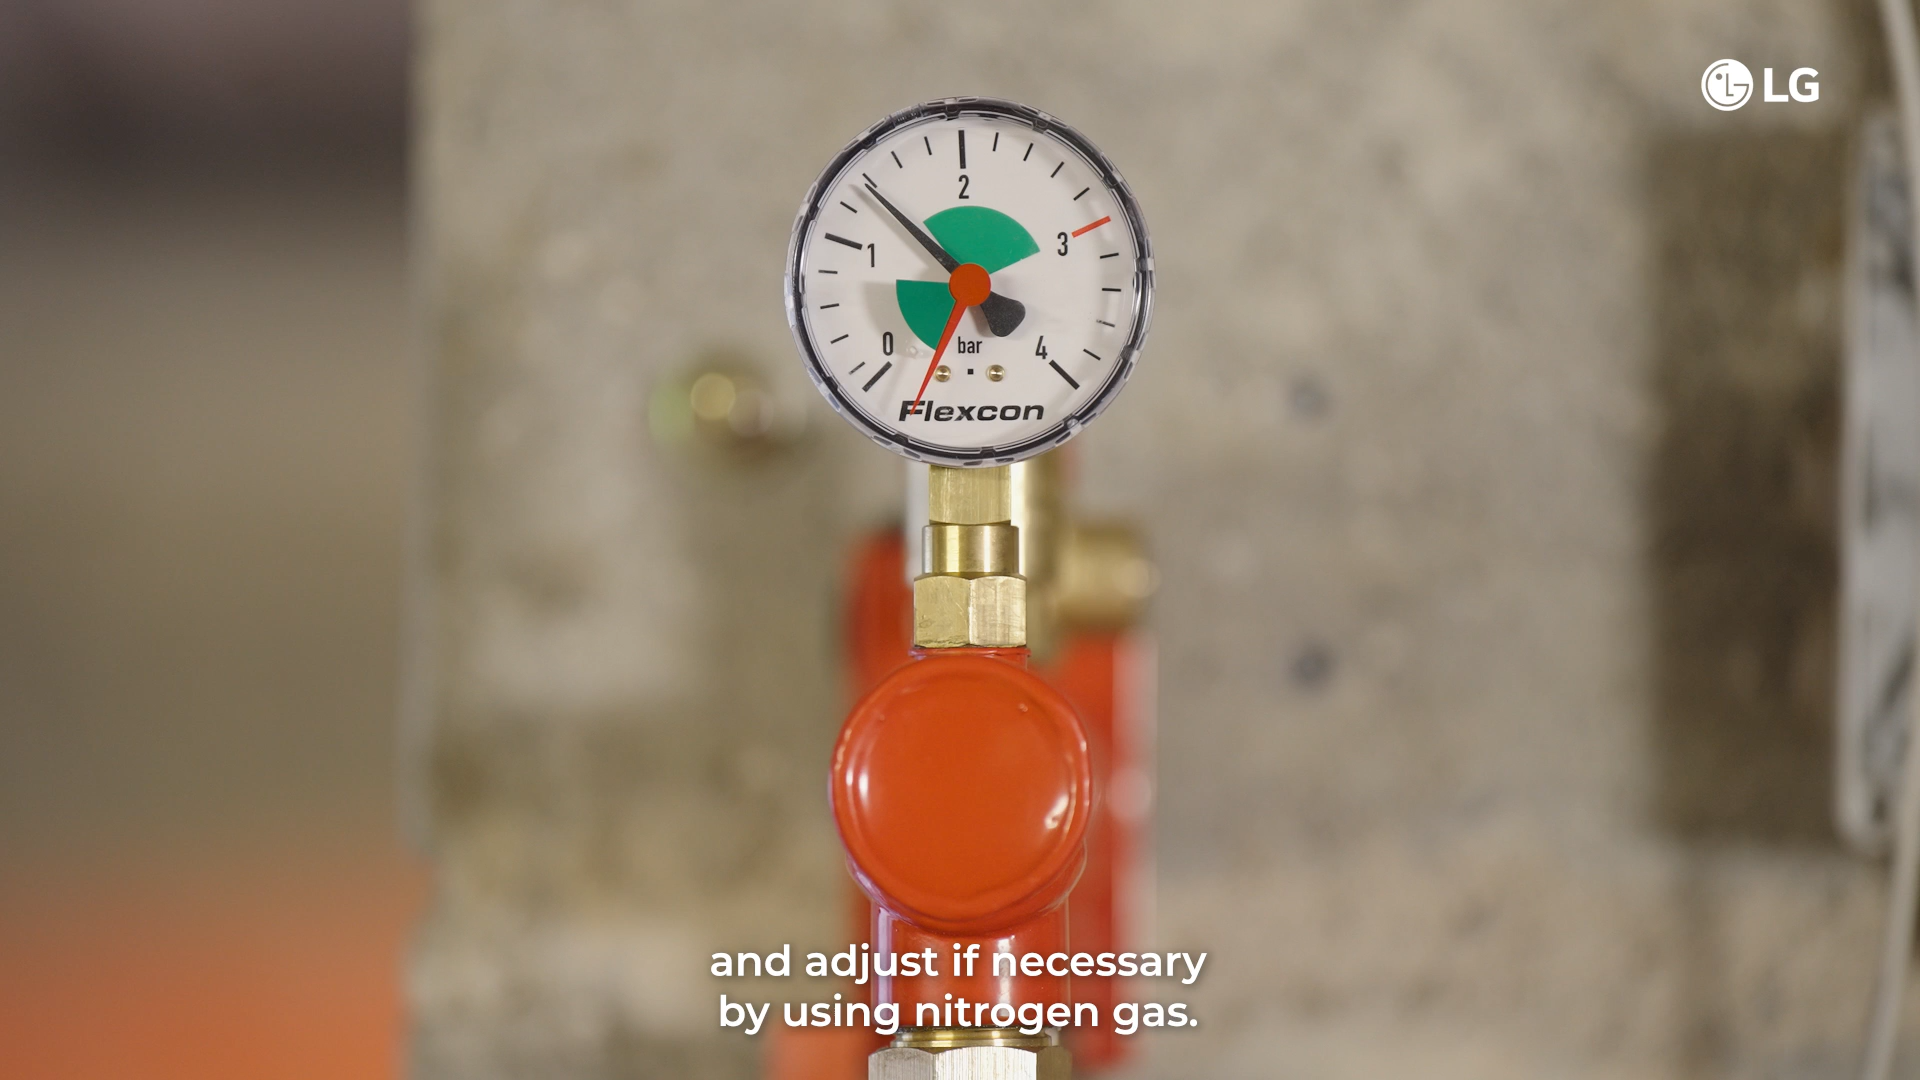 LG
2
1
3
0
bar
4
Flexcon
and adjust if necessary
by using nitrogen gas.